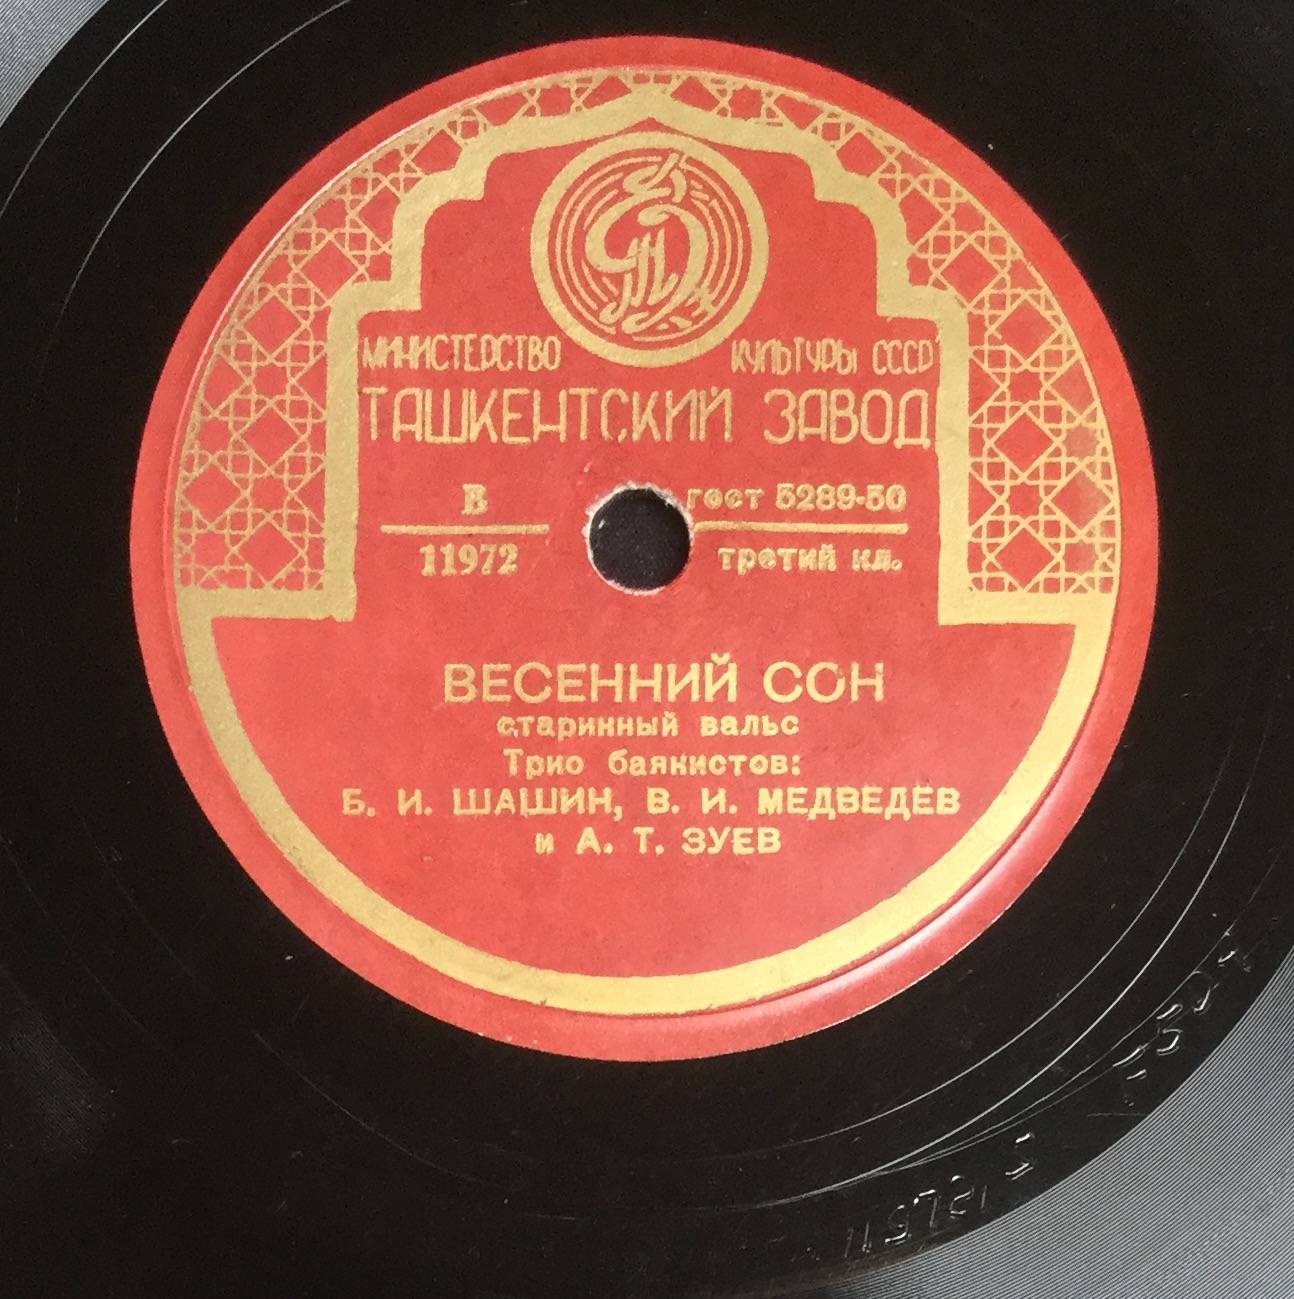 МИНИСТЕРСТВО КУЛЬТУРЫ СССР
ТАШКЕНТСКИЙ ЗАВОД
В ГОСТ 5289-50
11972 третий кл.
ВЕСЕННИЙ СОН
старинный вальс
Трио баянистов:
Б. И. ШАШИН, В. И. МЕДВЕДЕВ
и А. Т. ЗУЕВ